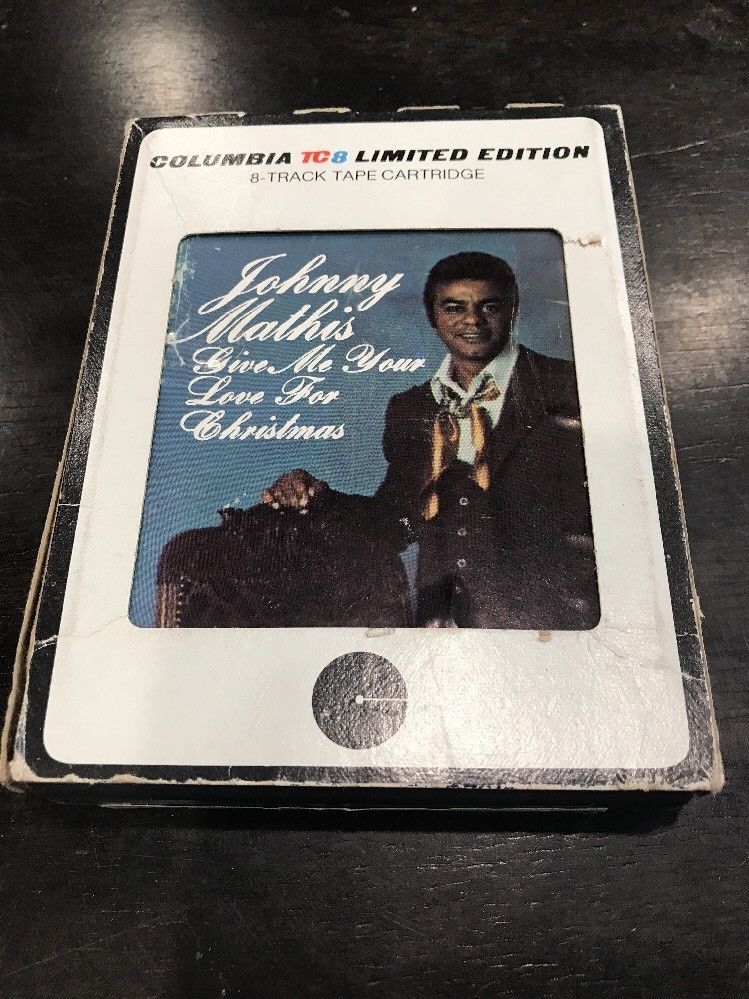 COLUMBIA TC8 LIMITED EDITION
8-TRACK TAPE CARTRIDGE
Johnny
Mathis
Give Me Your
Love For
Christmas